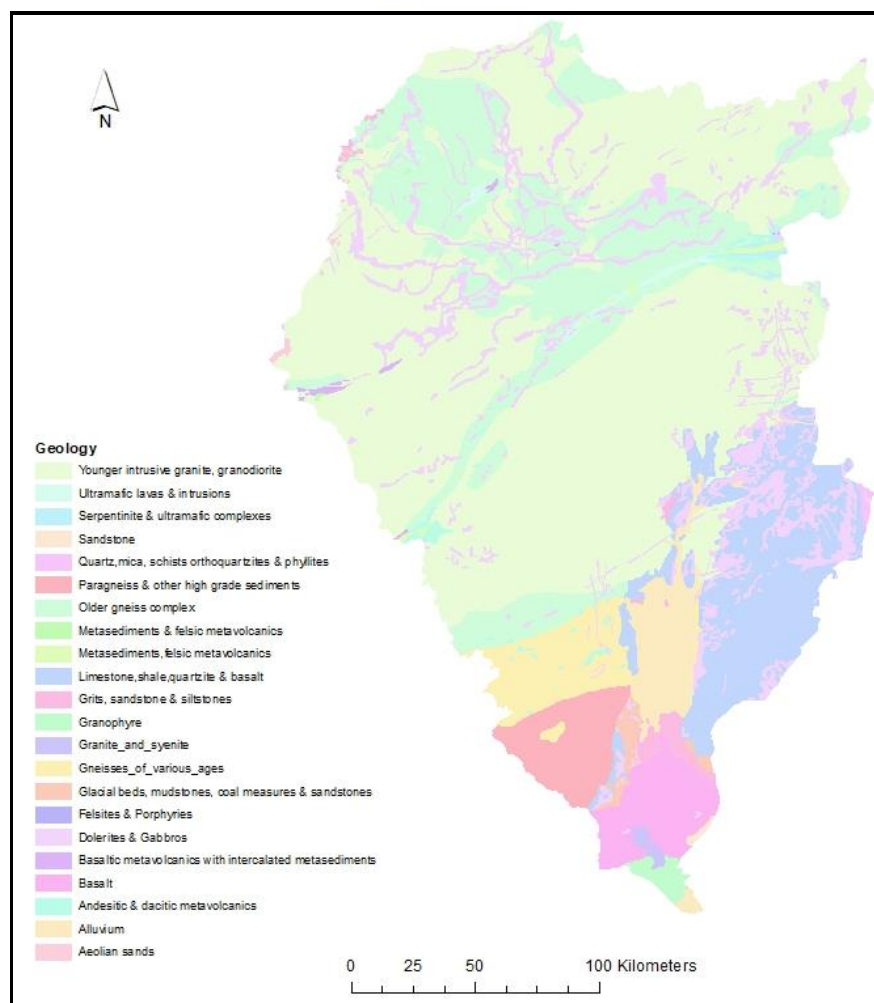 N
Geology
Younger intrusive granite, granodiorite
Ultramafic lavas & intrusions
Serpentinite & ultramafic complexes
Sandstone
Quartz,mica, schists orthoquartzites & phyllites
Paragneiss & other high grade sediments
Older gneiss complex
Metasediments & felsic metavolcanics
Metasediments,felsic metavolcanics
Limestone,shale,quartzite & basalt
Grits, sandstone & siltstones
Granophyre
Granite_and_syenite
Gneisses_of_various_ages
Glacial beds, mudstones, coal measures & sandstones
Felsites & Porphyries
Dolerites & Gabbros
Basaltic metavolcanics with intercalated metasediments
Basalt
Andesitic & dacitic metavolcanics
Alluvium
Aeolian sands
0 25 50 100 Kilometers